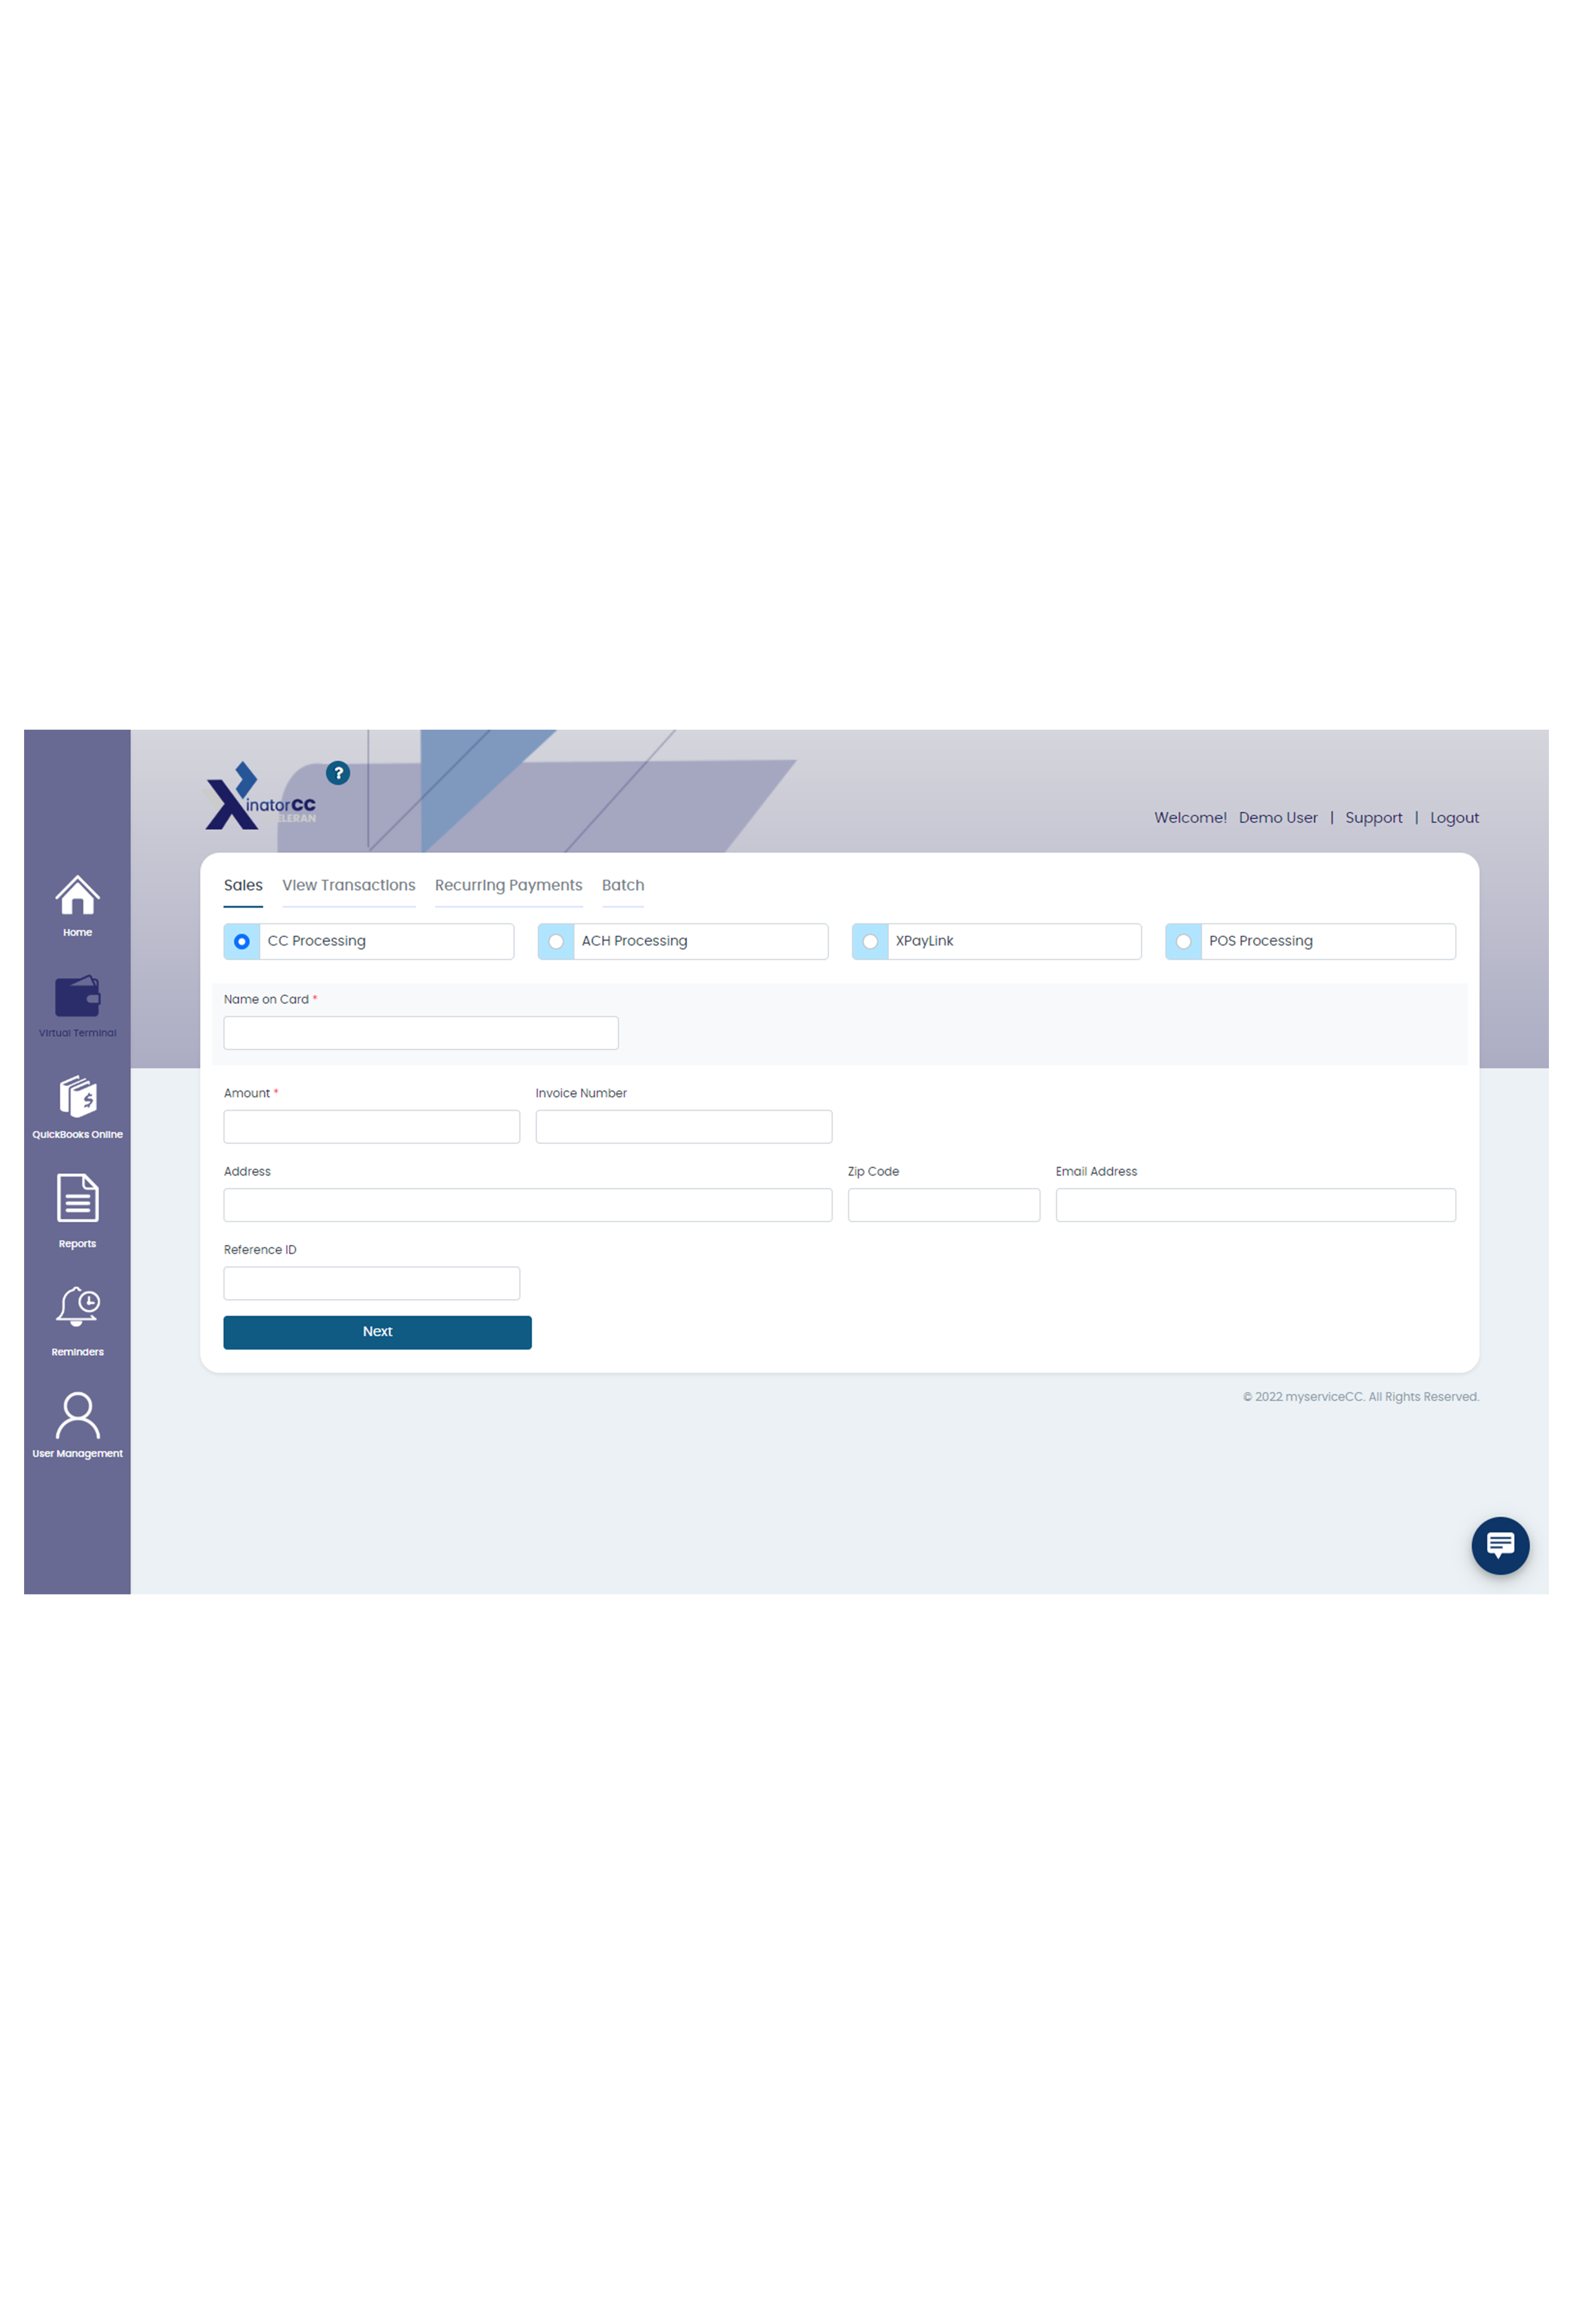 ?
XinatorCC
ELERAN
Welcome! Demo User | Support | Logout
Home
Virtual Terminal
QuickBooks Online
Reports
Reminders
User Management
Sales View Transactions Recurring Payments Batch
CC Processing ACH Processing XPayLink POS Processing
Name on Card *
Amount * Invoice Number
Address Zip Code Email Address
Reference ID
Next
© 2022 myserviceCC. All Rights Reserved.